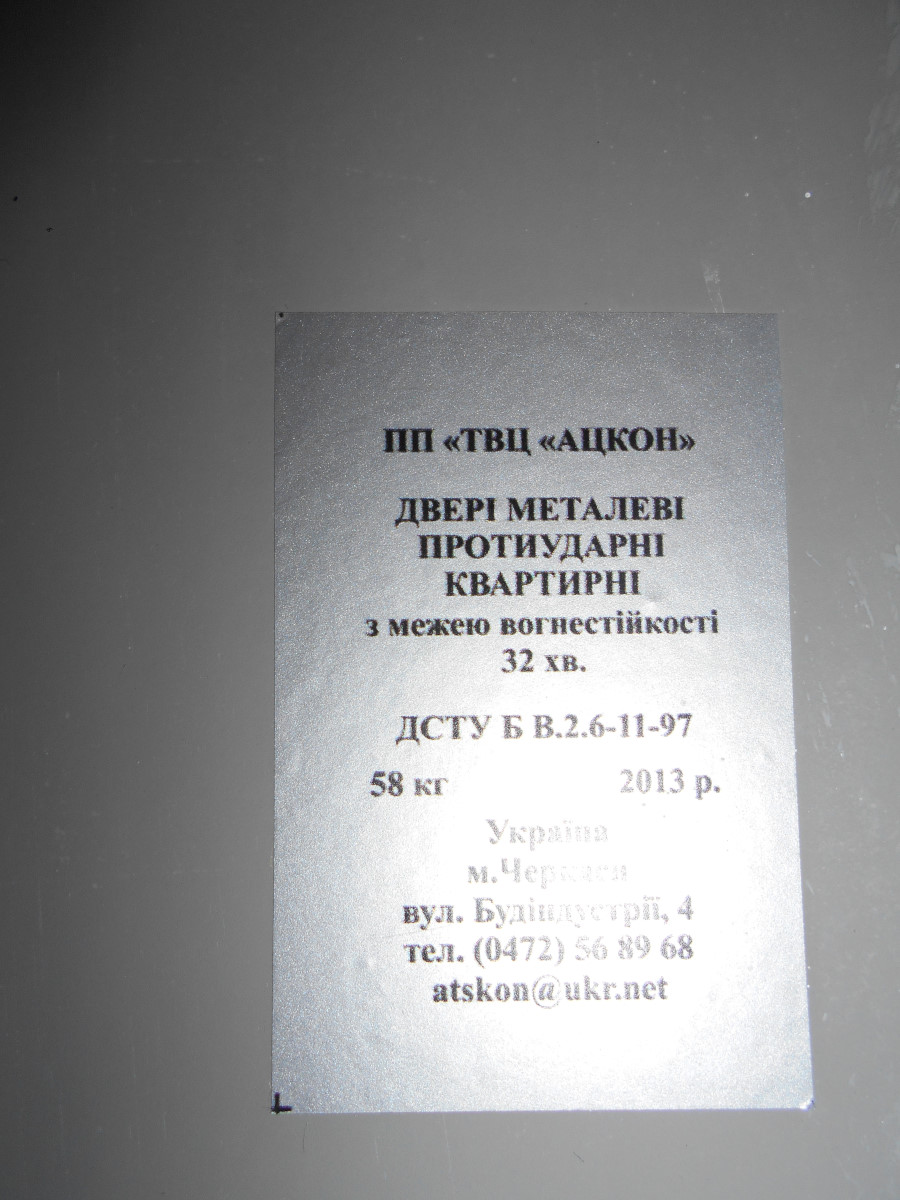 ПП «ТВЦ «АЦКОН»
ДВЕРІ МЕТАЛЕВІ
ПРОТИУДАРНІ
КВАРТИРНІ
з межею вогнестійкості
32 хв.
ДСТУ Б В.2.6-11-97
58 кг 2013 р.
Україна
м.Черкаси
вул. Будіндустрії, 4
тел. (0472) 56 89 68
atskon@ukr.net